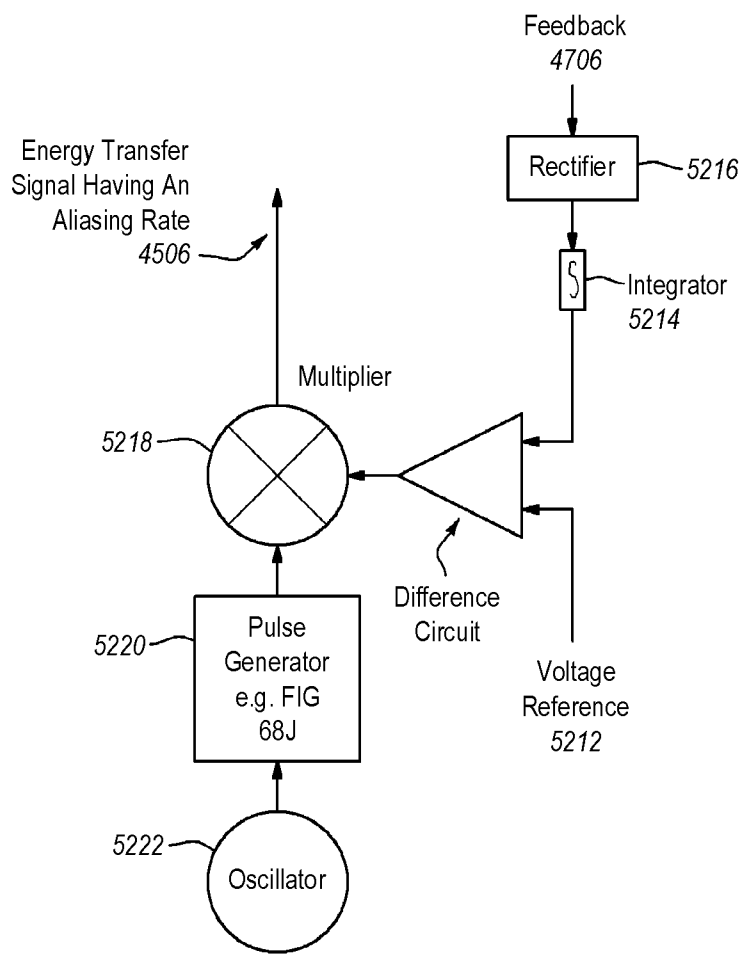 Feedback
4706
Energy Transfer
Signal Having An
Aliasing Rate
4506
Rectifier
5216
Integrator
5214
Multiplier
5218
Difference
Circuit
Voltage
Reference
5212
5220
Pulse
Generator
e.g. FIG
68J
5222
Oscillator